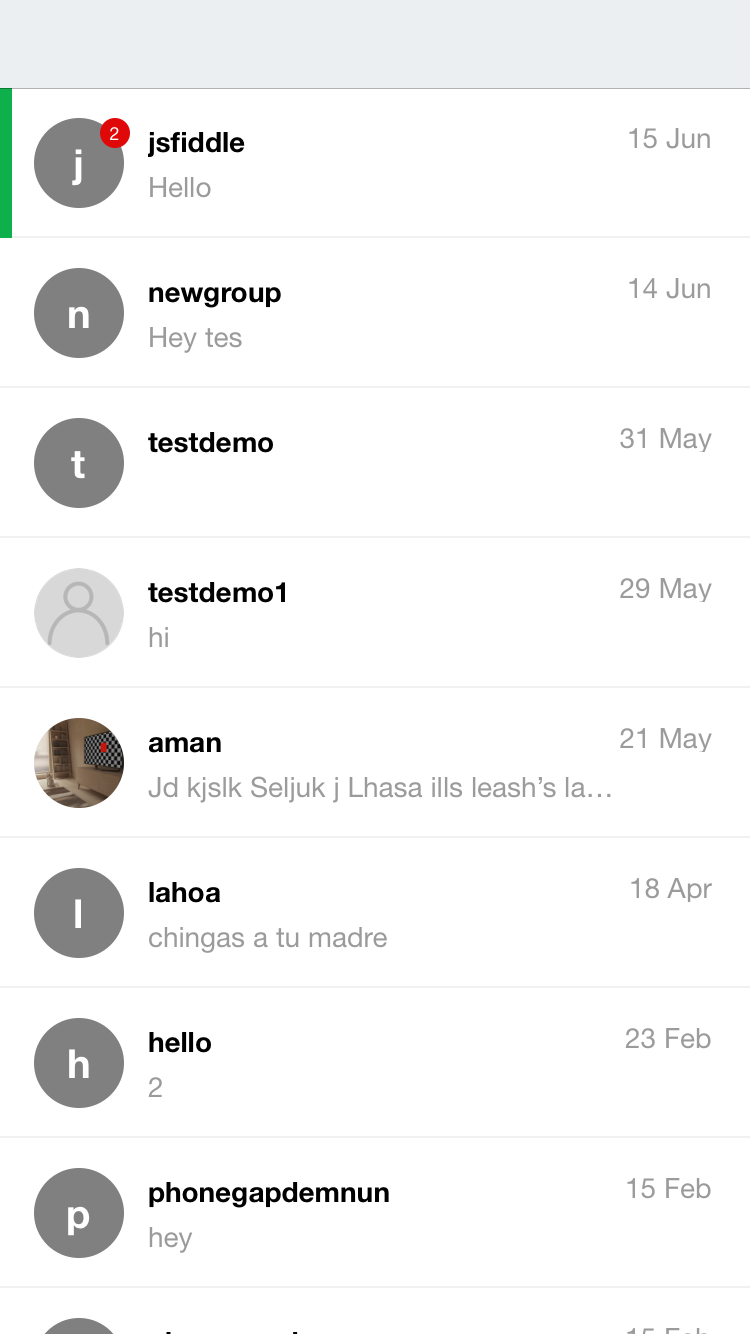 j
2
jsfiddle
15 Jun
Hello
n
newgroup
14 Jun
Hey tes
t
testdemo
31 May
testdemo1
29 May
hi
aman
21 May
Jd kjslk Seljuk j Lhasa ills leash’s la…
l
lahoa
18 Apr
chingas a tu madre
h
hello
23 Feb
2
p
phonegapdemnun
15 Feb
hey
15 Feb